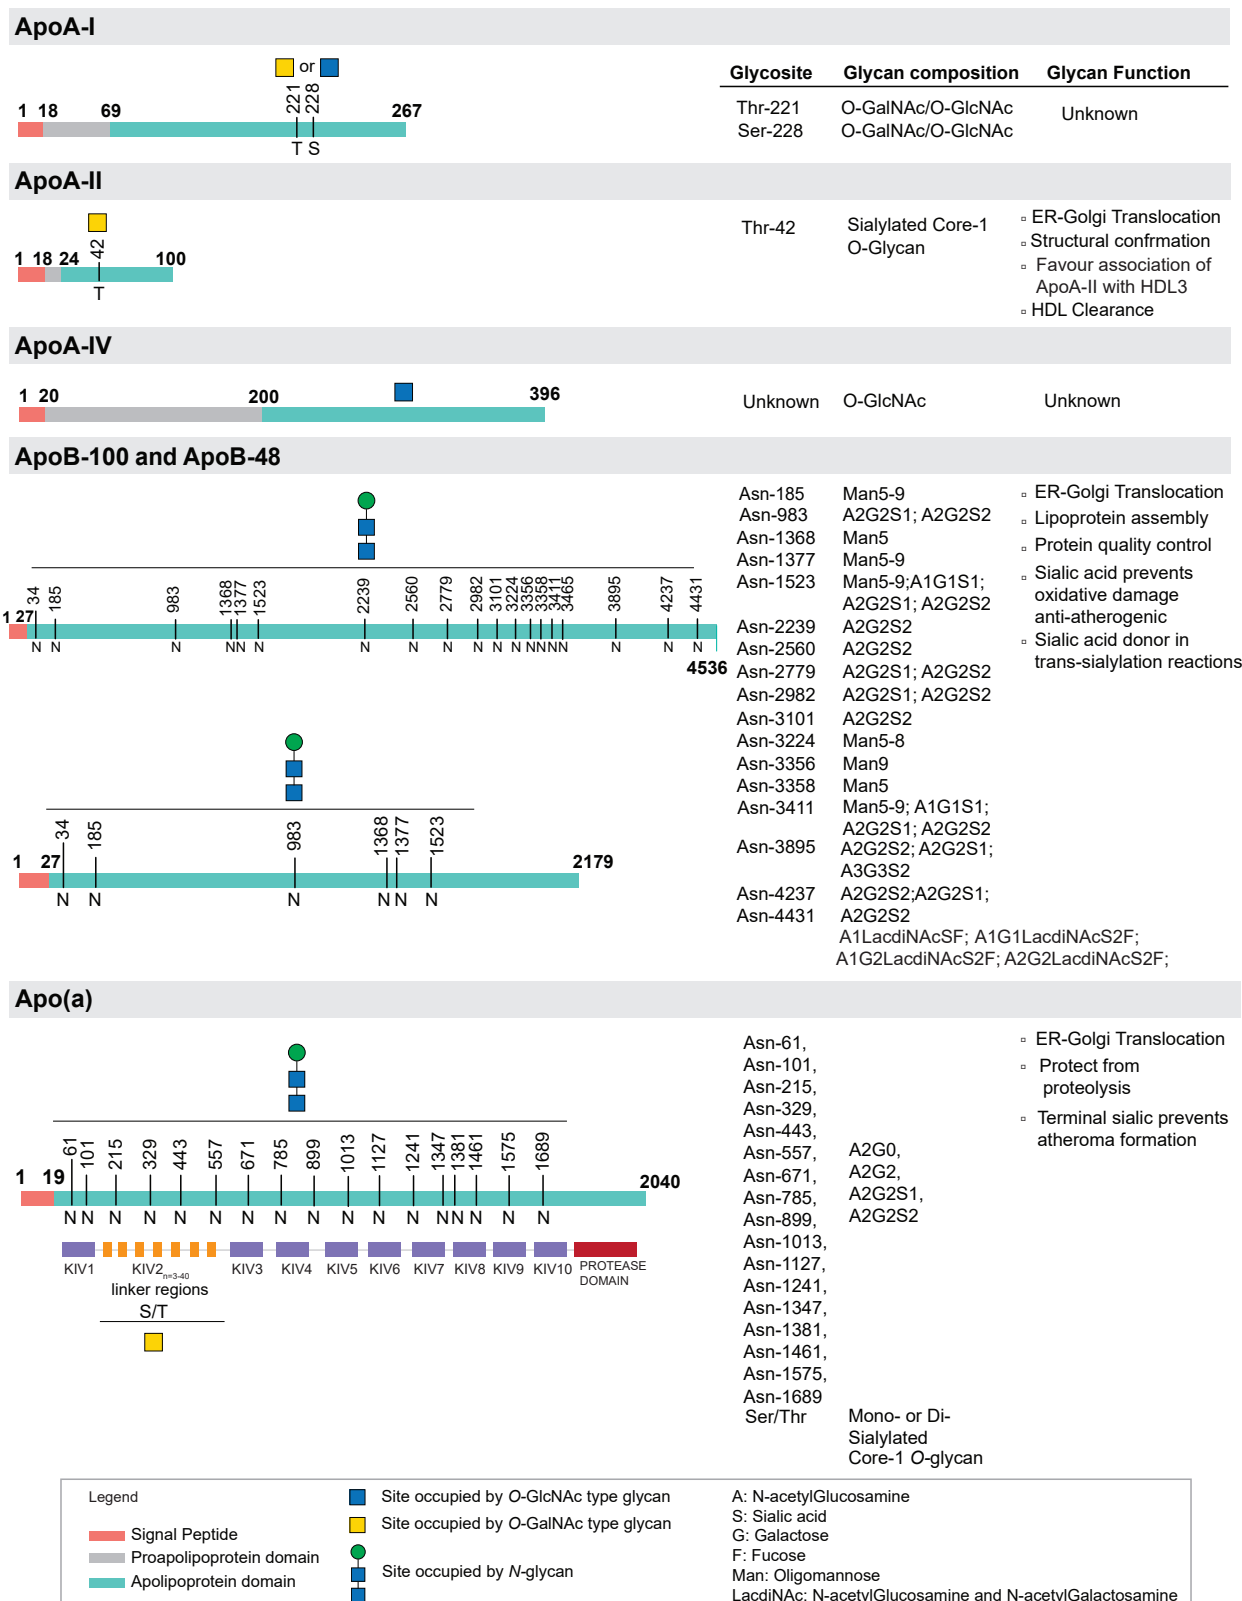 ApoA-I
or
221
228
1 18 69 267
T S
Glycosite Glycan composition Glycan Function
Thr-221 O-GalNAc/O-GlcNAc
Unknown
Ser-228 O-GalNAc/O-GlcNAc
ApoA-II
42
1 18 24 100
T
Thr-42 Sialylated Core-1
O-Glycan
ER-Golgi Translocation
Structural confrmation
Favour association of
ApoA-II with HDL3
HDL Clearance
ApoA-IV
1 20 200 396
Unknown O-GlcNAc Unknown
ApoB-100 and ApoB-48
34 185 983 1368 1377 1523 2239 2560 2779 2982 3101 3224 3356 3358 3411 3465 3895 4237 4431
1 27
N N N N N N N N N N N N N N N N N N N
4536
34 185 983 1368 1377 1523
1 27 2179
N N N N N N
Asn-185 Man5-9
Asn-983 A2G2S1; A2G2S2
Asn-1368 Man5
Asn-1377 Man5-9
Asn-1523 Man5-9;A1G1S1;
A2G2S1; A2G2S2
Asn-2239 A2G2S2
Asn-2560 A2G2S2
Asn-2779 A2G2S1; A2G2S2
Asn-2982 A2G2S1; A2G2S2
Asn-3101 A2G2S2
Asn-3224 Man5-8
Asn-3356 Man9
Asn-3358 Man5
Asn-3411 Man5-9; A1G1S1;
A2G2S1; A2G2S2
Asn-3895 A2G2S2; A2G2S1;
A3G3S2
Asn-4237 A2G2S2;A2G2S1;
Asn-4431 A2G2S2
A1LacdiNAcSF; A1G1LacdiNAcS2F;
A1G2LacdiNAcS2F; A2G2LacdiNAcS2F;
ER-Golgi Translocation
Lipoprotein assembly
Protein quality control
Sialic acid prevents
oxidative damage
anti-atherogenic
Sialic acid donor in
trans-sialylation reactions
Apo(a)
61 101 215 329 443 557 671 785 899 1013 1127 1241 1347 1381 1461 1575 1689
1 19 2040
N N N N N N N N N N N N N N N N N
KIV1 KIV2n=3-40 KIV3 KIV4 KIV5 KIV6 KIV7 KIV8 KIV9 KIV10 PROTEASE
DOMAIN
linker regions
S/T
Asn-61,
Asn-101,
Asn-215,
Asn-329,
Asn-443,
Asn-557,
Asn-671,
Asn-785,
Asn-899,
Asn-1013,
Asn-1127,
Asn-1241,
Asn-1347,
Asn-1381,
Asn-1461,
Asn-1575,
Asn-1689
A2G0,
A2G2,
A2G2S1,
A2G2S2
Ser/Thr Mono- or Di-
Sialylated
Core-1 O-glycan
ER-Golgi Translocation
Protect from
proteolysis
Terminal sialic prevents
atheroma formation
Legend
Signal Peptide
Proapolipoprotein domain
Apolipoprotein domain
Site occupied by O-GlcNAc type glycan
Site occupied by O-GalNAc type glycan
Site occupied by N-glycan
A: N-acetylGlucosamine
S: Sialic acid
G: Galactose
F: Fucose
Man: Oligomannose
LacdiNAc: N-acetylGlucosamine and N-acetylGalactosamine